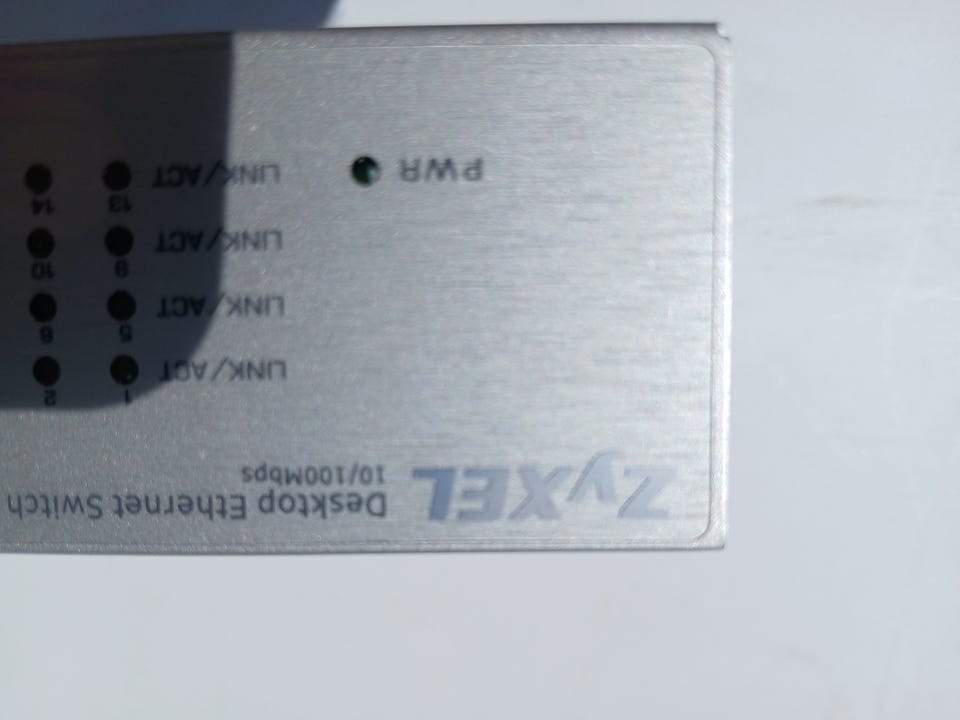 ZyXEL Desktop Ethernet Switch
10/100Mbps
1 2
LINK/ACT
5 6
LINK/ACT
9 10
LINK/ACT
13 14
PWR LINK/ACT